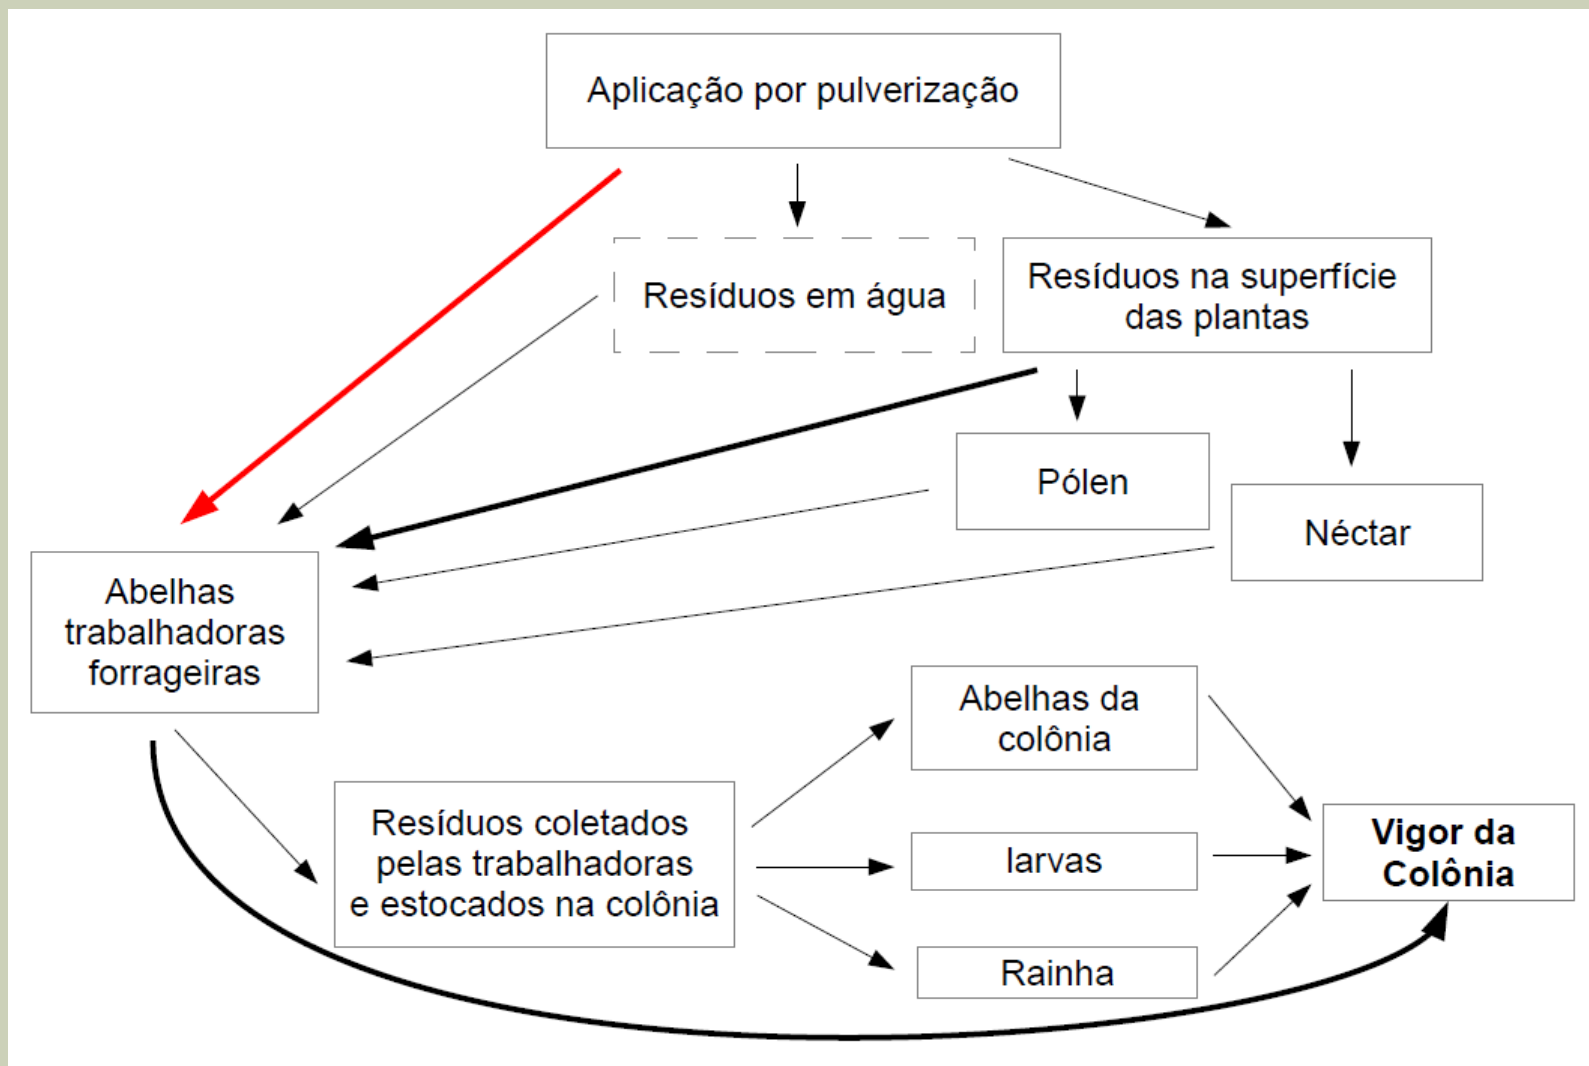 Aplicação por pulverização
Resíduos em água
Resíduos na superfície
das plantas
Pólen
Néctar
Abelhas
trabalhadoras
forrageiras
Abelhas da
colônia
Resíduos coletados
pelas trabalhadoras
e estocados na colônia
larvas
Rainha
Vigor da
Colônia